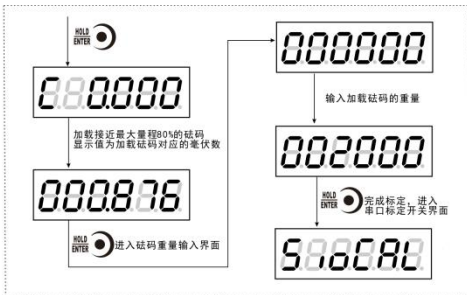 HOLD
ENTER
C 0.000
加载接近最大量程80%的砝码
显示值为加载砝码对应的毫伏数
000.876
HOLD
ENTER
进入砝码重量输入界面
000000
输入加载砝码的重量
002000
HOLD
ENTER
完成标定，进入
串口标定开关界面
SioCAL